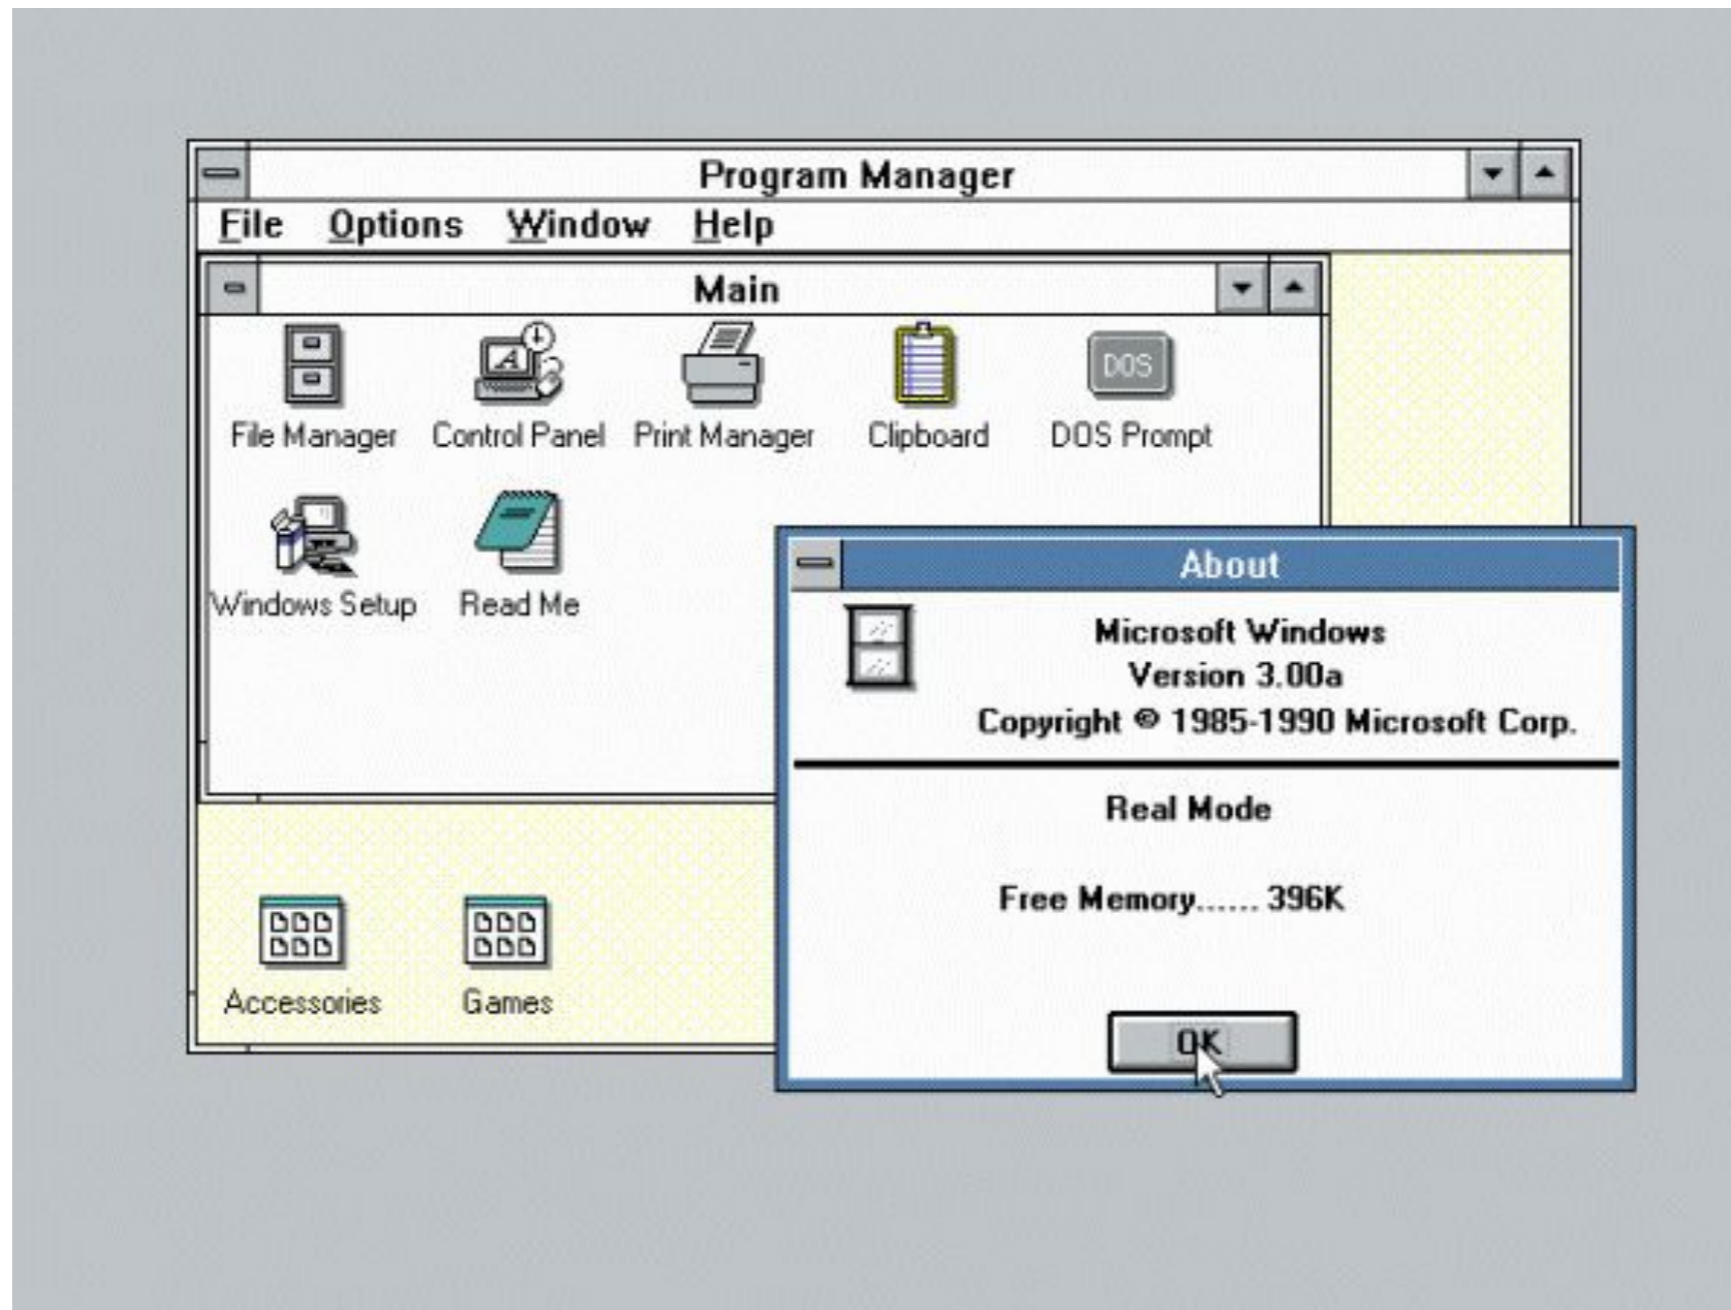 Program Manager
File Options Window Help
Main
A
DOS
File Manager Control Panel Print Manager Clipboard DOS Prompt
Windows Setup Read Me
About
Microsoft Windows
Version 3.00a
Copyright © 1985-1990 Microsoft Corp.
Real Mode
Free Memory...... 396K
Accessories Games
OK